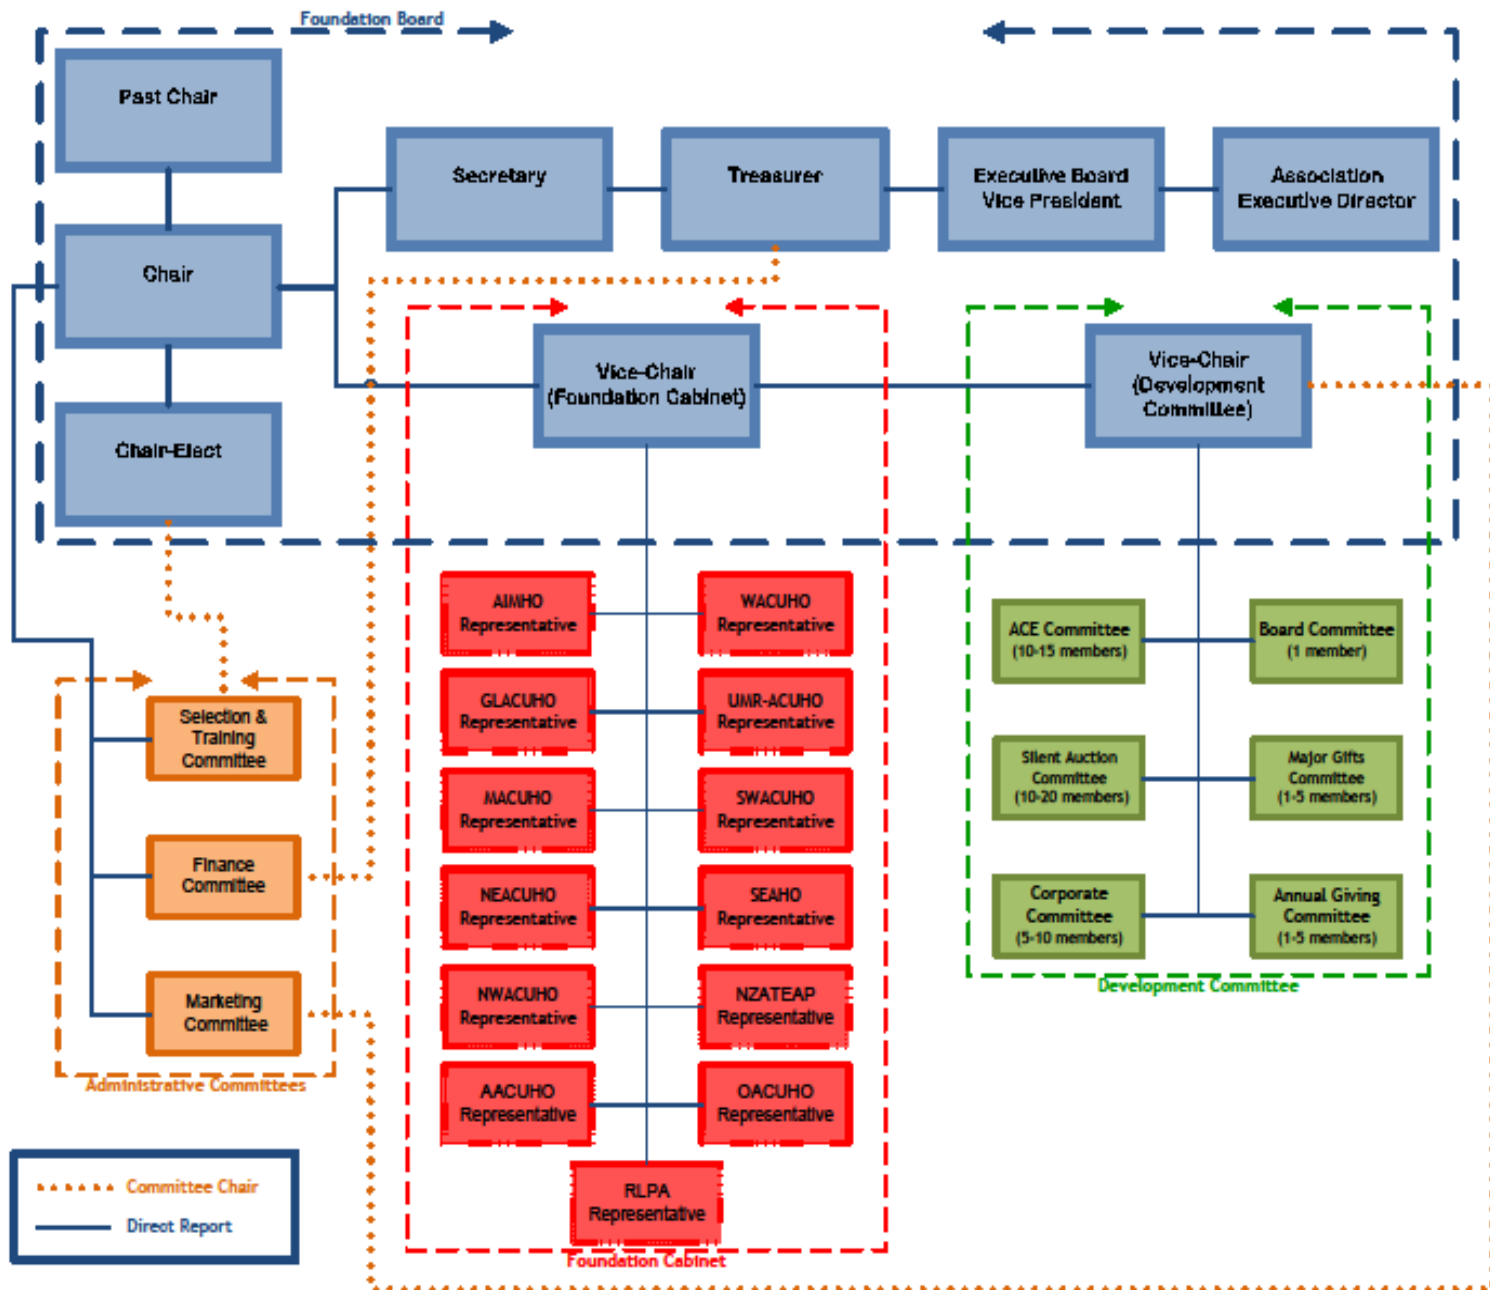 Foundation Board
Past Chair
Secretary
Treasurer
Executive Board
Vice President
Association
Executive Director
Chair
Vice-Chair
(Foundation Cabinet)
Vice-Chair
(Development
Committee)
Chair-Elect
AIMHO
Representative
WACUHO
Representative
GLACUHO
Representative
UMR-ACUHO
Representative
MACUHO
Representative
SWACUHO
Representative
NEACUHO
Representative
SEAHO
Representative
NWACUHO
Representative
NZATEAP
Representative
AACUHO
Representative
OACUHO
Representative
RLPA
Representative
Foundation Cabinet
ACE Committee
(10-15 members)
Board Committee
(1 member)
Silent Auction
Committee
(10-20 members)
Major Gifts
Committee
(1-5 members)
Corporate
Committee
(5-10 members)
Annual Giving
Committee
(1-5 members)
Development Committee
Selection &
Training
Committee
Finance
Committee
Marketing
Committee
Administrative Committees
Committee Chair
Direct Report